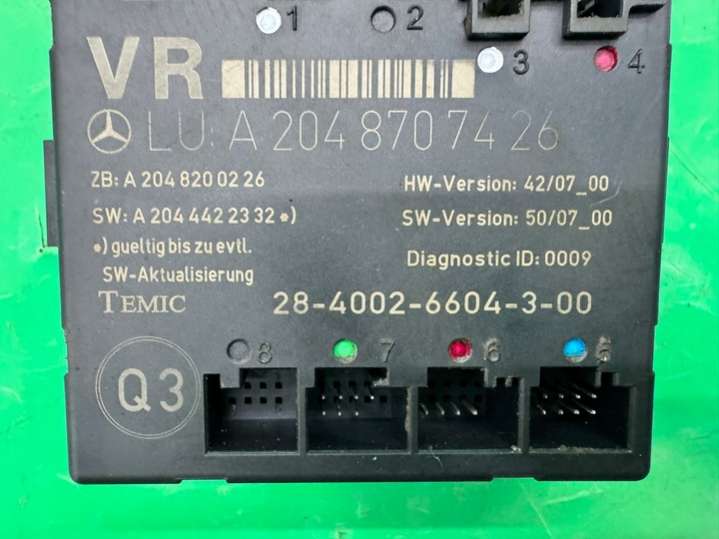 1 2
VR 3 4
LU: A 204 870 74 26
ZB: A 204 820 02 26 HW-Version: 42/07_00
SW: A 204 442 23 32 *) SW-Version: 50/07_00
*) gueltig bis zu evtl. Diagnostic ID: 0009
SW-Aktualisierung
TEMIC 28-4002-6604-3-00
8 7 6 5
Q3